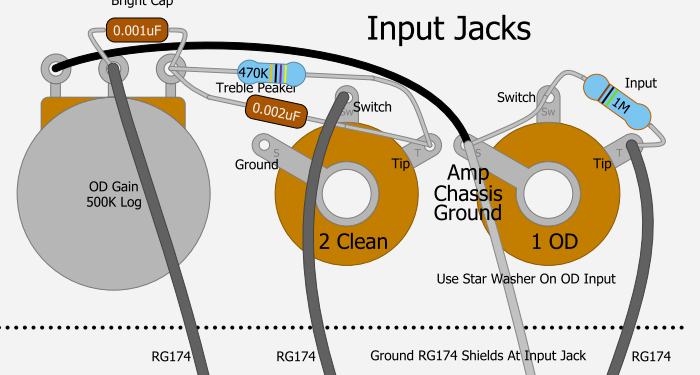 Bright Cap
Input Jacks
0.001uF
470K
Treble Peaker
0.002uF
Switch
Sw
Switch
Sw
Input
1M
Ground
S
Tip
T
S
Tip
T
OD Gain
500K Log
Amp
Chassis
Ground
2 Clean
1 OD
Use Star Washer On OD Input
RG174
RG174
Ground RG174 Shields At Input Jack
RG174